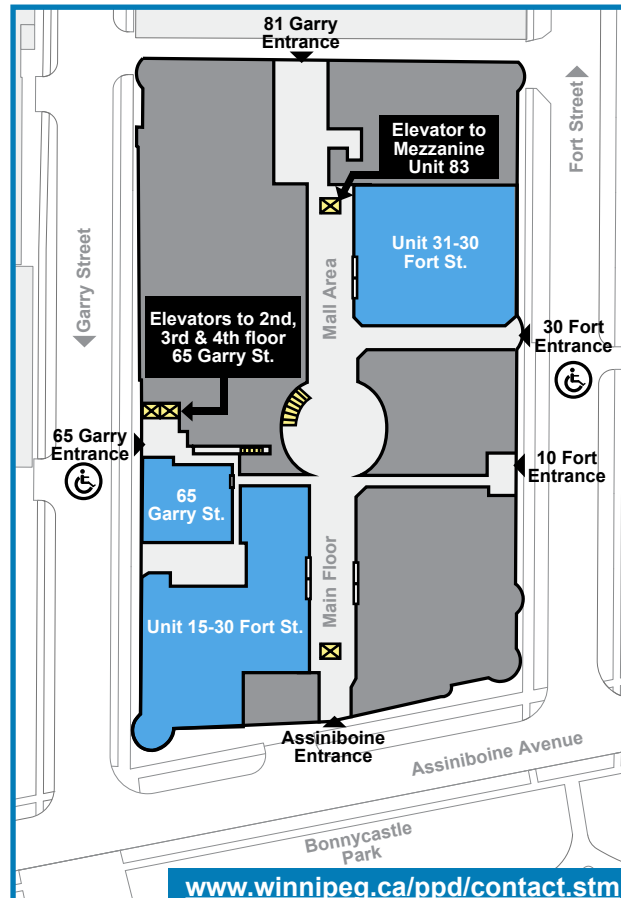 81 Garry
Entrance
Fort Street
Elevator to
Mezzanine
Unit 83
Garry Street
Unit 31-30
Fort St.
Mall Area
Elevators to 2nd,
3rd & 4th floor
65 Garry St.
30 Fort
Entrance
65 Garry
Entrance
10 Fort
Entrance
65
Garry St.
Main Floor
Unit 15-30 Fort St.
Assiniboine
Entrance
Assiniboine Avenue
Bonnycastle
Park
www.winnipeg.ca/ppd/contact.stm